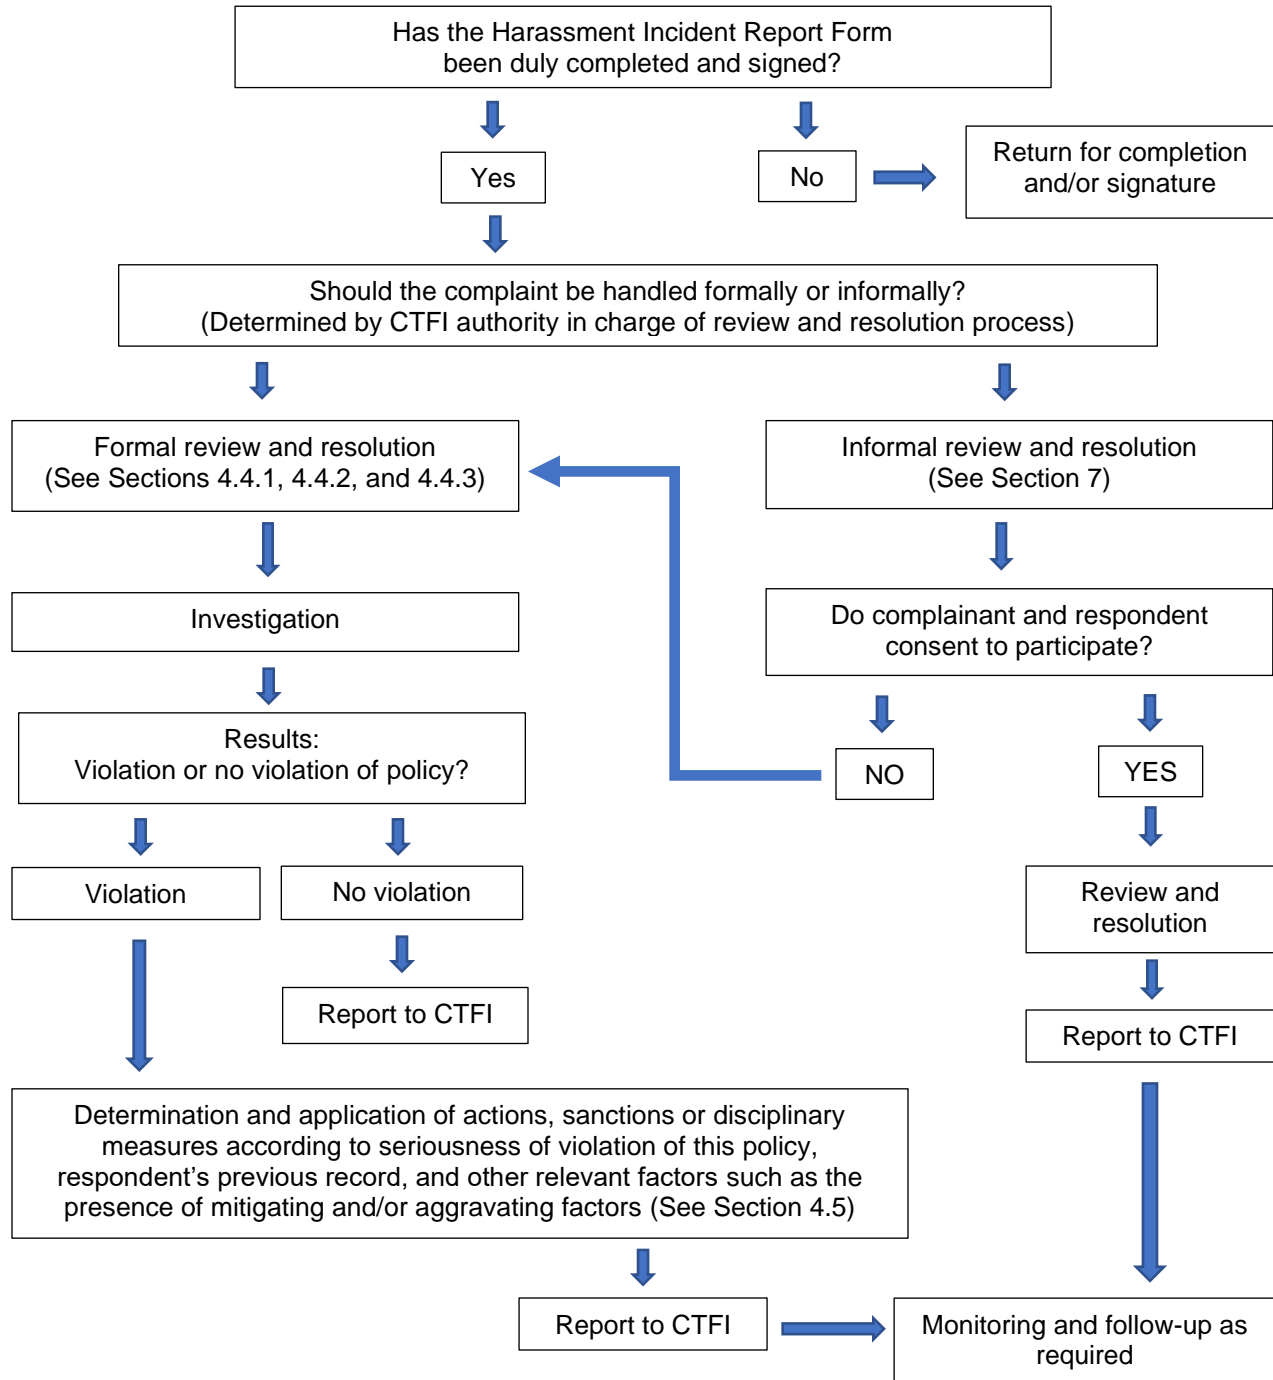 Has the Harassment Incident Report Form
been duly completed and signed?
Yes
No
Return for completion
and/or signature
Should the complaint be handled formally or informally?
(Determined by CTFI authority in charge of review and resolution process)
Formal review and resolution
(See Sections 4.4.1, 4.4.2, and 4.4.3)
Informal review and resolution
(See Section 7)
Investigation
Do complainant and respondent
consent to participate?
Results:
Violation or no violation of policy?
NO
YES
Violation
No violation
Review and
resolution
Report to CTFI
Report to CTFI
Determination and application of actions, sanctions or disciplinary
measures according to seriousness of violation of this policy,
respondent's previous record, and other relevant factors such as the
presence of mitigating and/or aggravating factors (See Section 4.5)
Report to CTFI
Monitoring and follow-up as
required